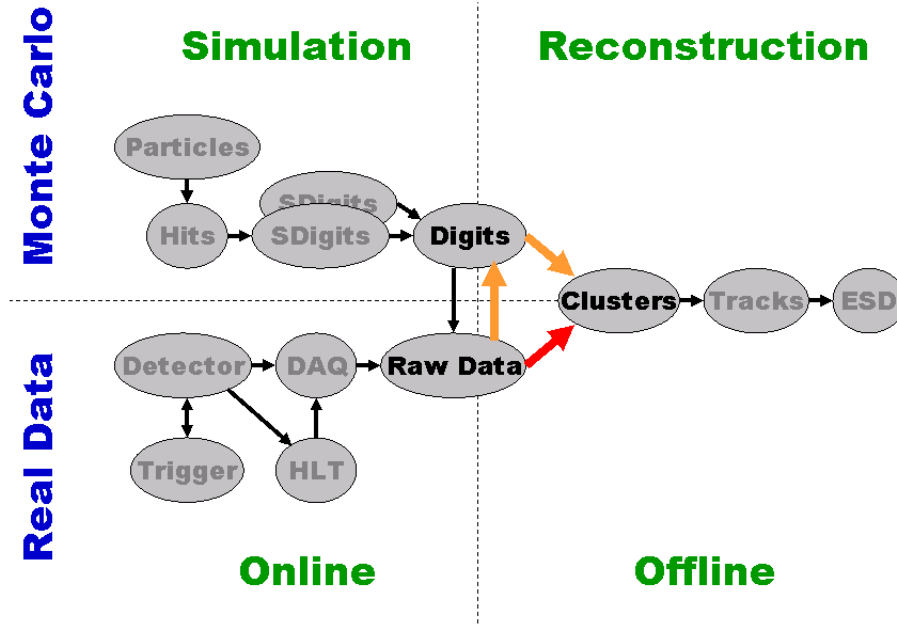 Simulation
Reconstruction
Monte Carlo
Particles
SDigits
Hits
SDigits
Digits
Clusters
Tracks
ESD
Real Data
Detector
DAQ
Raw Data
Trigger
HLT
Online
Offline